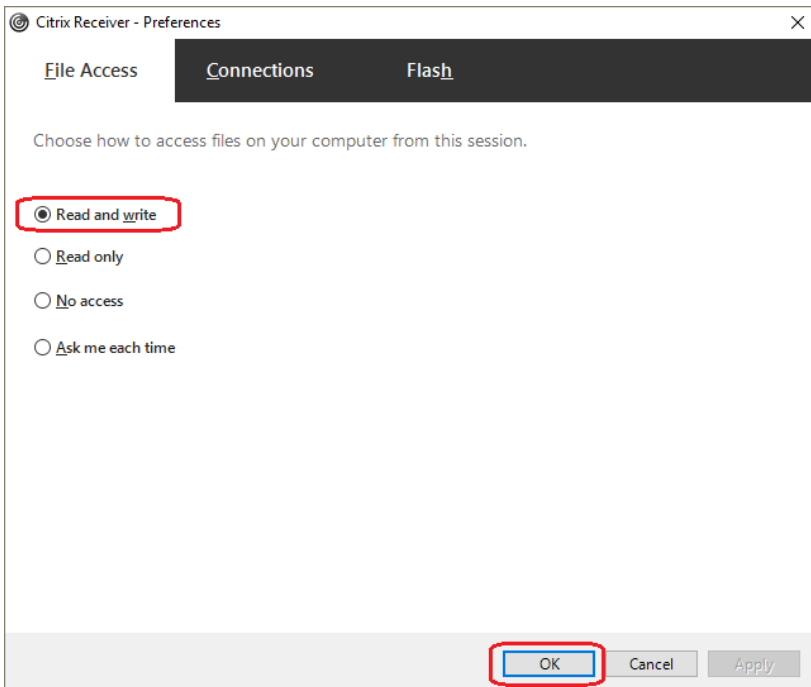 Citrix Receiver - Preferences
File Access Connections Flash
Choose how to access files on your computer from this session.
Read and write
Read only
No access
Ask me each time
OK Cancel Apply